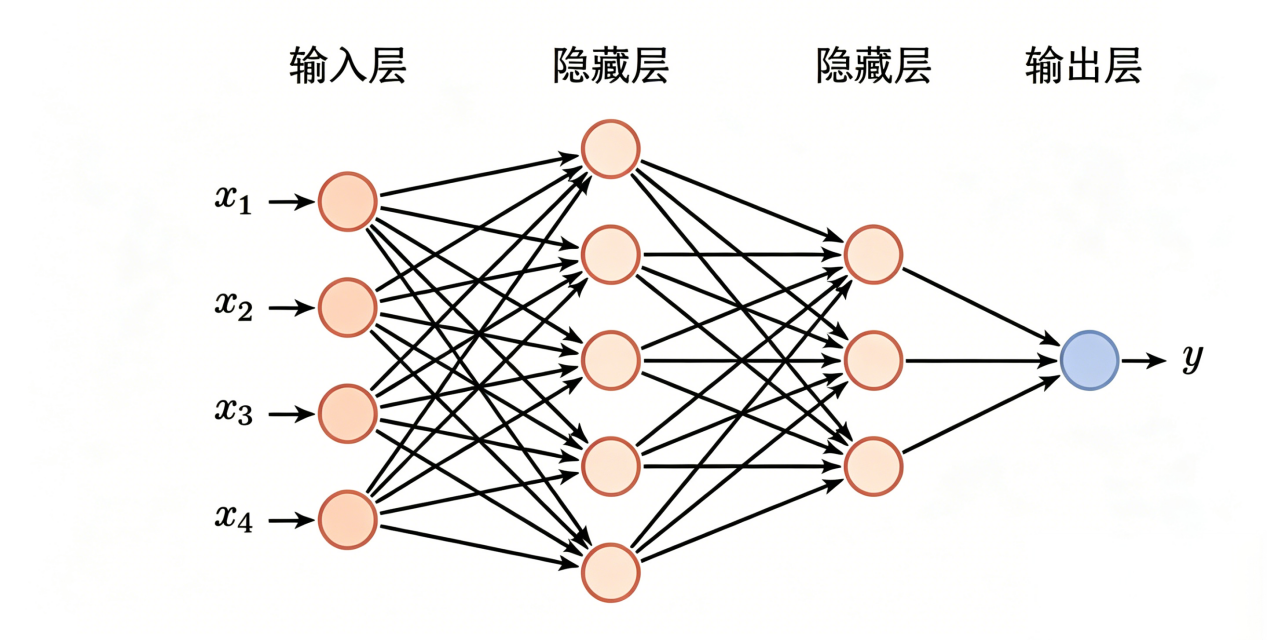 输入层 隐藏层 隐藏层 输出层
x₁
x₂
x₃
y
x₄